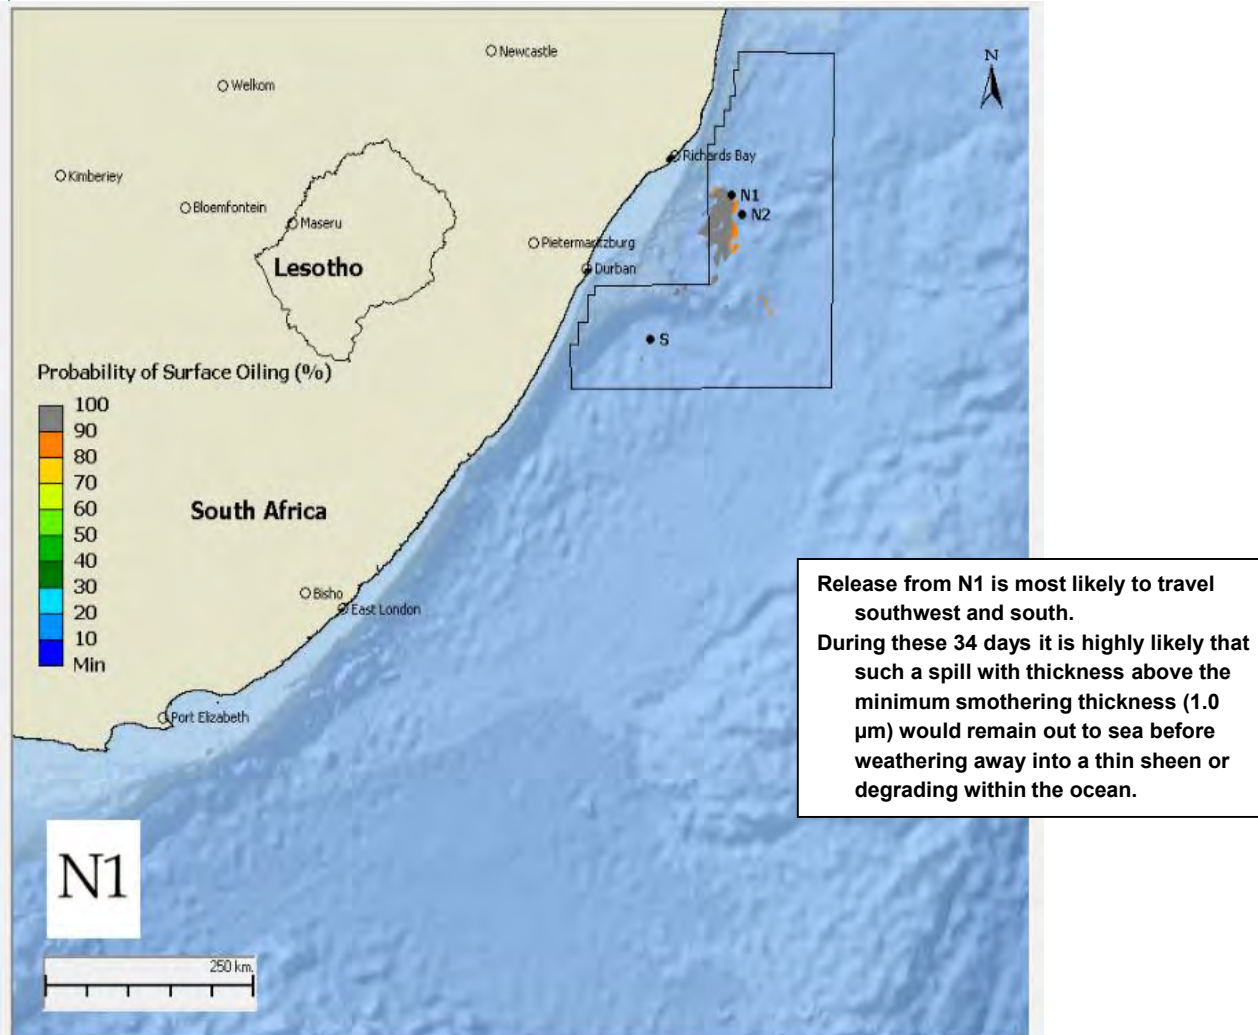 N
Newcastle
Welkom
Richards Bay
Kimberiey
N1
Bloemfontein
N2
Maseru
Pietermaritzburg
Lesotho
Durban
S
Probability of Surface Oiling (%)
100
90
80
70
60
50
40
30
20
10
Min
South Africa
Bisho
East London
Port Elizabeth
Release from N1 is most likely to travel
southwest and south.
During these 34 days it is highly likely that
such a spill with thickness above the
minimum smothering thickness (1.0
µm) would remain out to sea before
weathering away into a thin sheen or
degrading within the ocean.
N1
250 km.